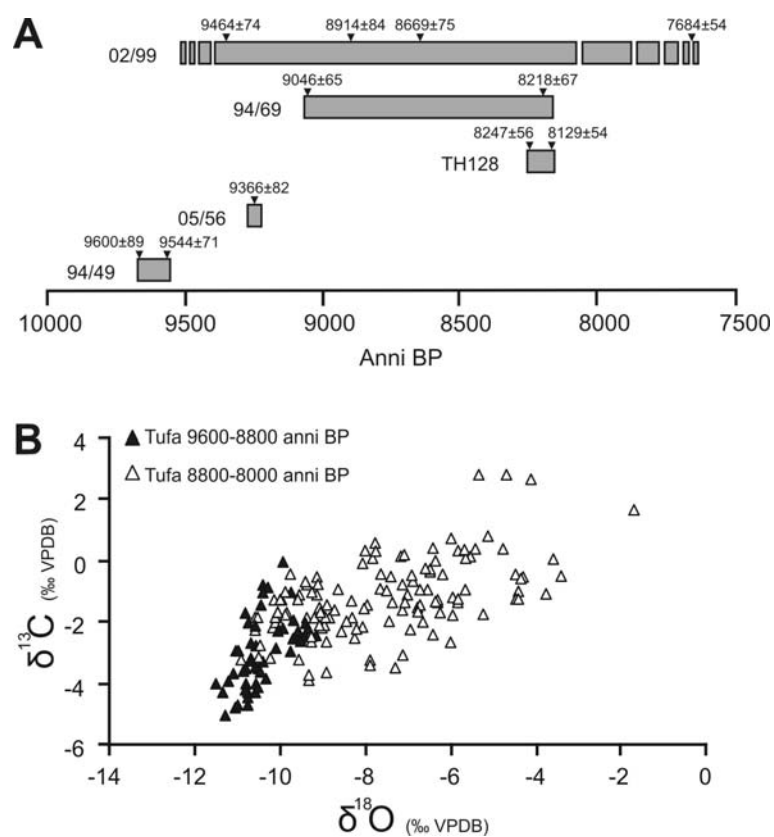 A
9464±74 8914±84 8669±75 7684±54
02/99
9046±65 8218±67
94/69
8247±56 8129±54
TH128
9366±82
05/56
9600±89 9544±71
94/49
10000 9500 9000 8500 8000 7500
Anni BP
B
▲ Tufa 9600-8800 anni BP
△ Tufa 8800-8000 anni BP
4
2
0
-2
-4
-6
δ¹³C (‰ VPDB)
-14 -12 -10 -8 -6 -4 -2 0
δ¹⁸O (‰ VPDB)